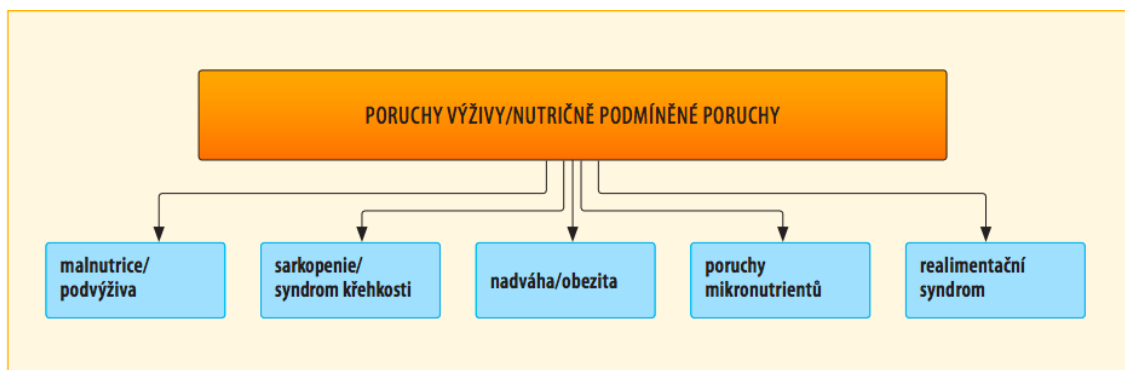 PORUCHY VÝŽIVY/NUTRIČNĚ PODMÍNĚNÉ PORUCHY
malnutrice/
podvýživa
sarkopenie/
syndrom křehkosti
nadváha/obezita
poruchy
mikronutrientů
realimentační
syndrom